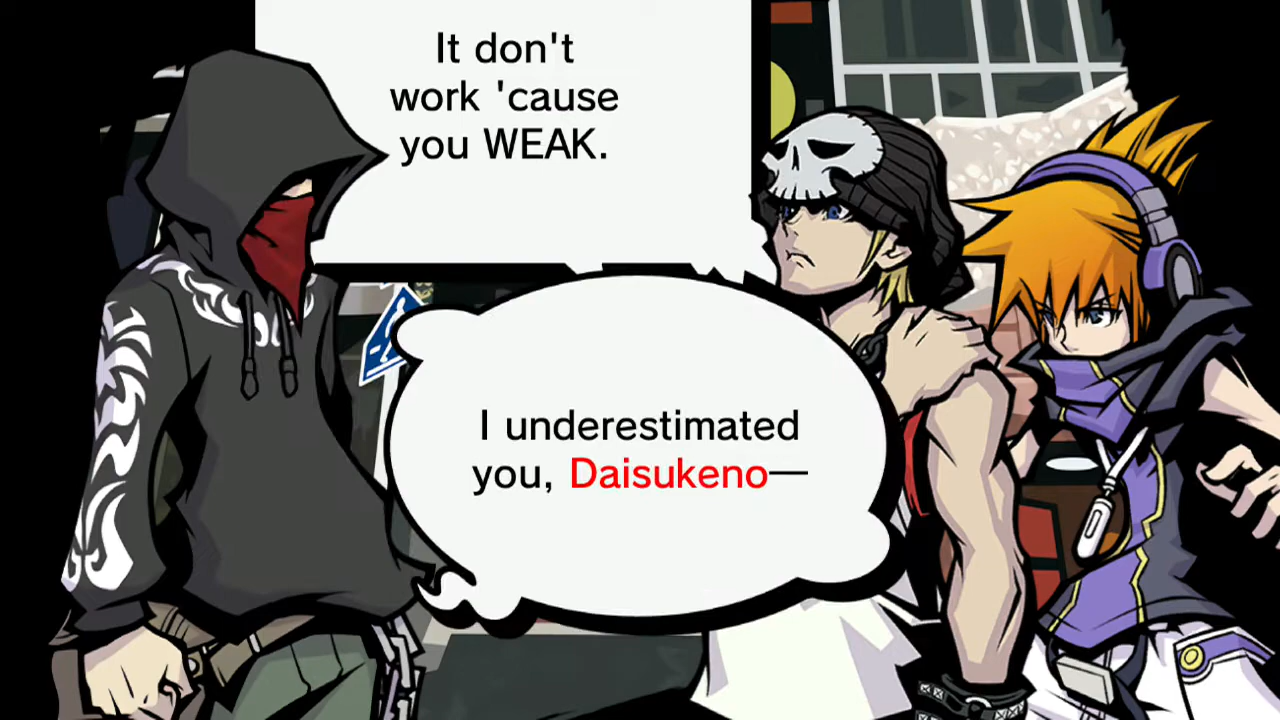 It don't
work 'cause
you WEAK.
I underestimated
you, Daisukeno—